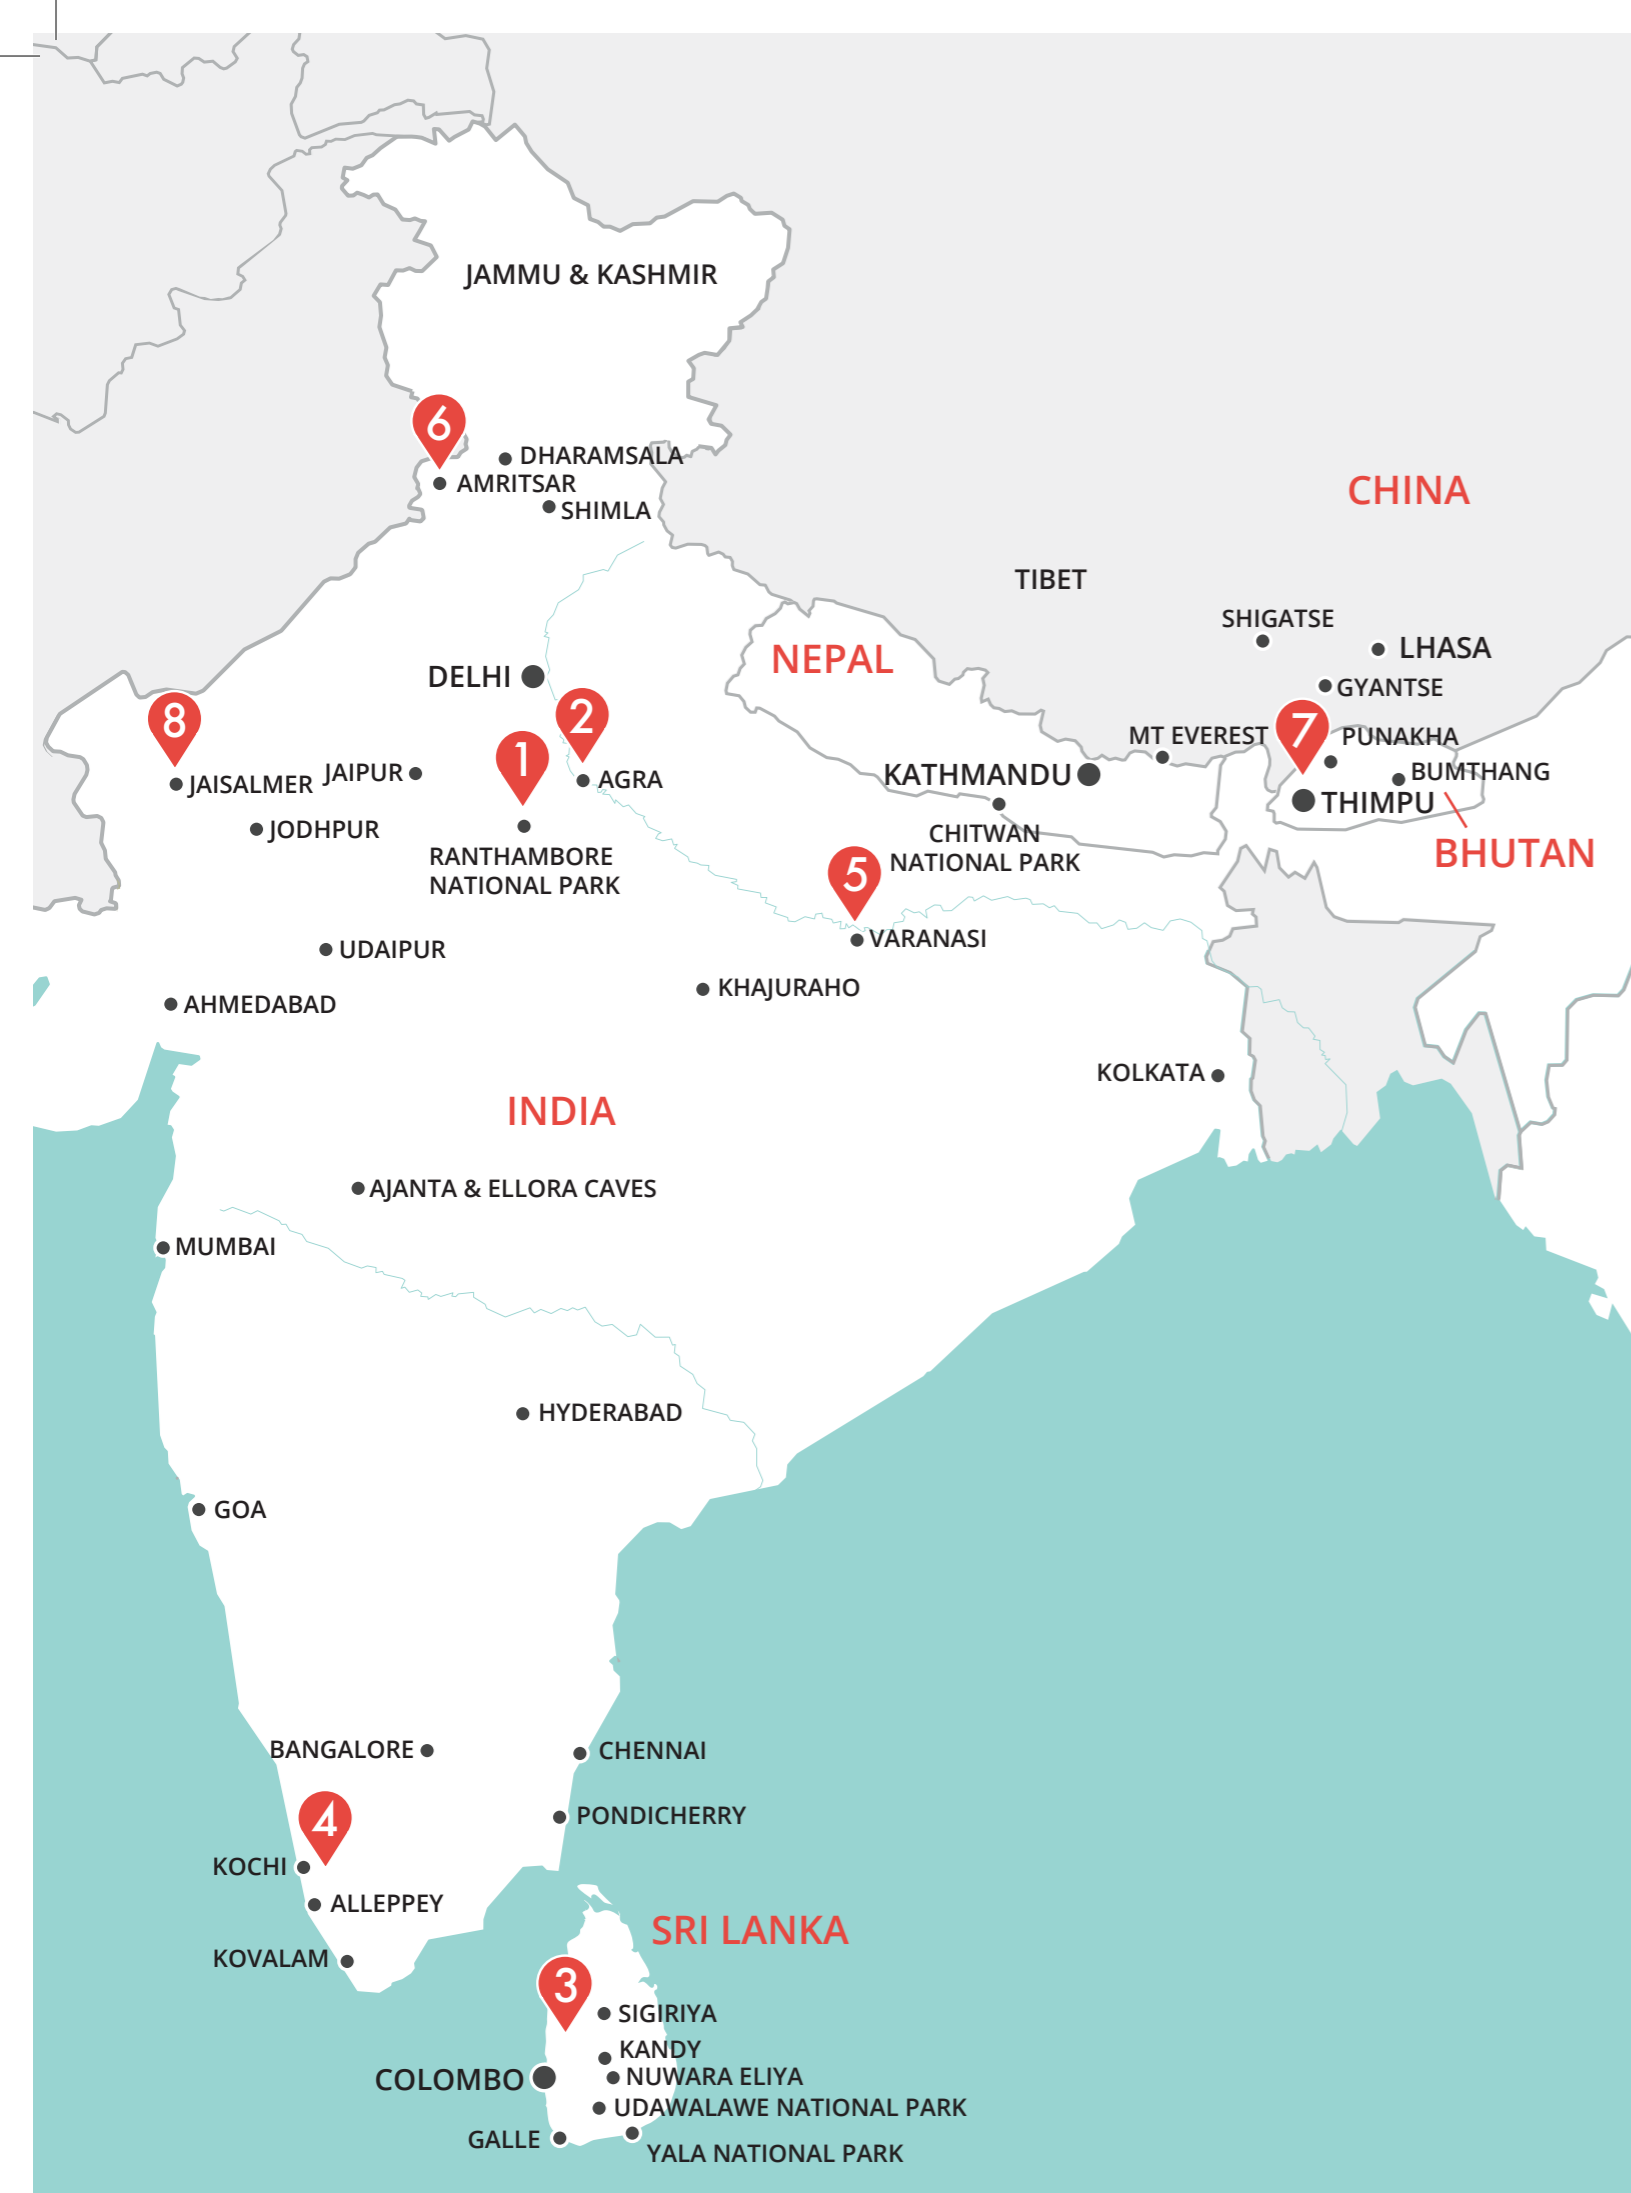 JAMMU & KASHMIR
6
DHARAMSALA
AMRITSAR
SHIMLA
CHINA
TIBET
SHIGATSE
LHASA
NEPAL
DELHI
GYANTSE
8
2
7
MT EVEREST
PUNAKHA
1
KATHMANDU
BUMTHANG
JAISALMER
JAIPUR
AGRA
THIMPU
JODHPUR
CHITWAN
NATIONAL PARK
BHUTAN
RANTHAMBORE
NATIONAL PARK
5
VARANASI
UDAIPUR
KHAJURAHO
AHMEDABAD
KOLKATA
INDIA
AJANTA & ELLORA CAVES
MUMBAI
HYDERABAD
GOA
BANGALORE
CHENNAI
4
PONDICHERRY
KOCHI
ALLEPPEY
SRI LANKA
KOVALAM
3
SIGIRIYA
KANDY
COLOMBO
NUWARA ELIYA
UDAWALAWE NATIONAL PARK
GALLE
YALA NATIONAL PARK